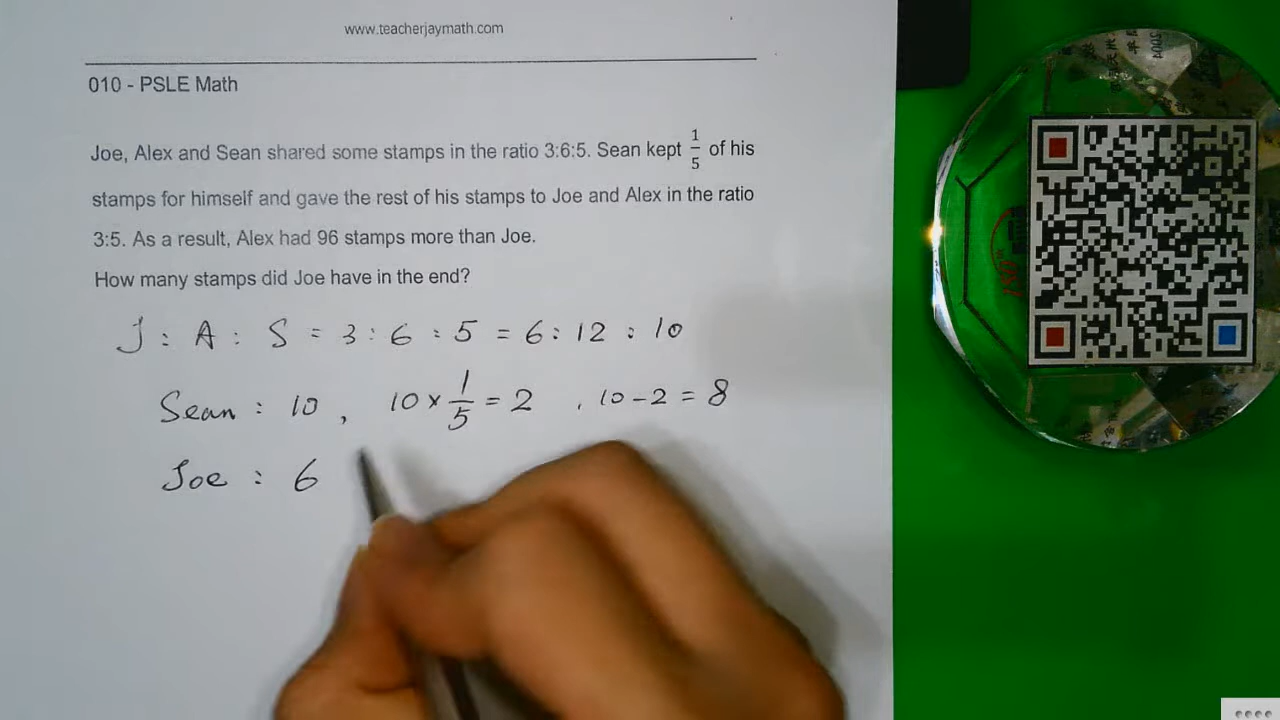 www.teacherjaymath.com
010 - PSLE Math
Joe, Alex and Sean shared some stamps in the ratio 3:6:5. Sean kept 1/5 of his
stamps for himself and gave the rest of his stamps to Joe and Alex in the ratio
3:5. As a result, Alex had 96 stamps more than Joe.
How many stamps did Joe have in the end?
J : A : S = 3 : 6 : 5 = 6 : 12 : 10
Sean : 10 , 10 × 1/5 = 2 , 10 - 2 = 8
Joe : 6